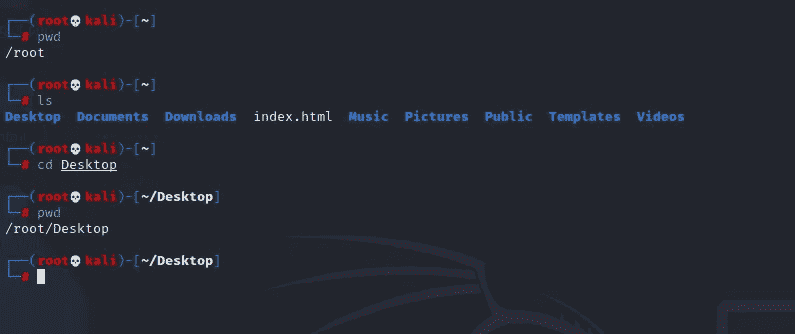 ┌──(root💀kali)-[~]
└─# pwd
/root
┌──(root💀kali)-[~]
└─# ls
Desktop Documents Downloads index.html Music Pictures Public Templates Videos
┌──(root💀kali)-[~]
└─# cd Desktop
┌──(root💀kali)-[~/Desktop]
└─# pwd
/root/Desktop
┌──(root💀kali)-[~/Desktop]
└─#